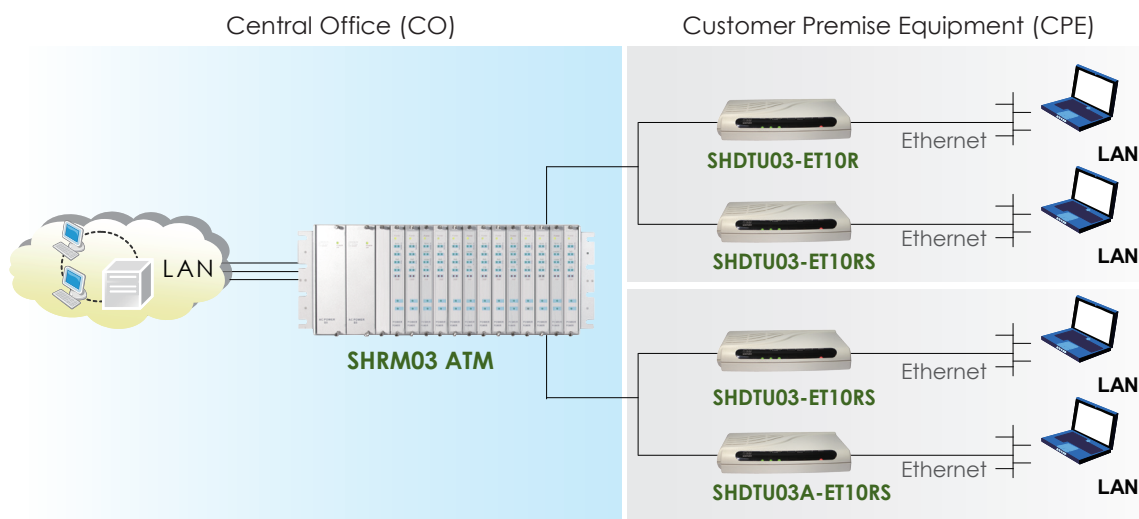 Central Office (CO)
Customer Premise Equipment (CPE)
Ethernet
LAN
SHDTU03-ET10R
Ethernet
LAN
SHDTU03-ET10RS
LAN
SHRM03 ATM
Ethernet
LAN
SHDTU03-ET10RS
Ethernet
LAN
SHDTU03A-ET10RS